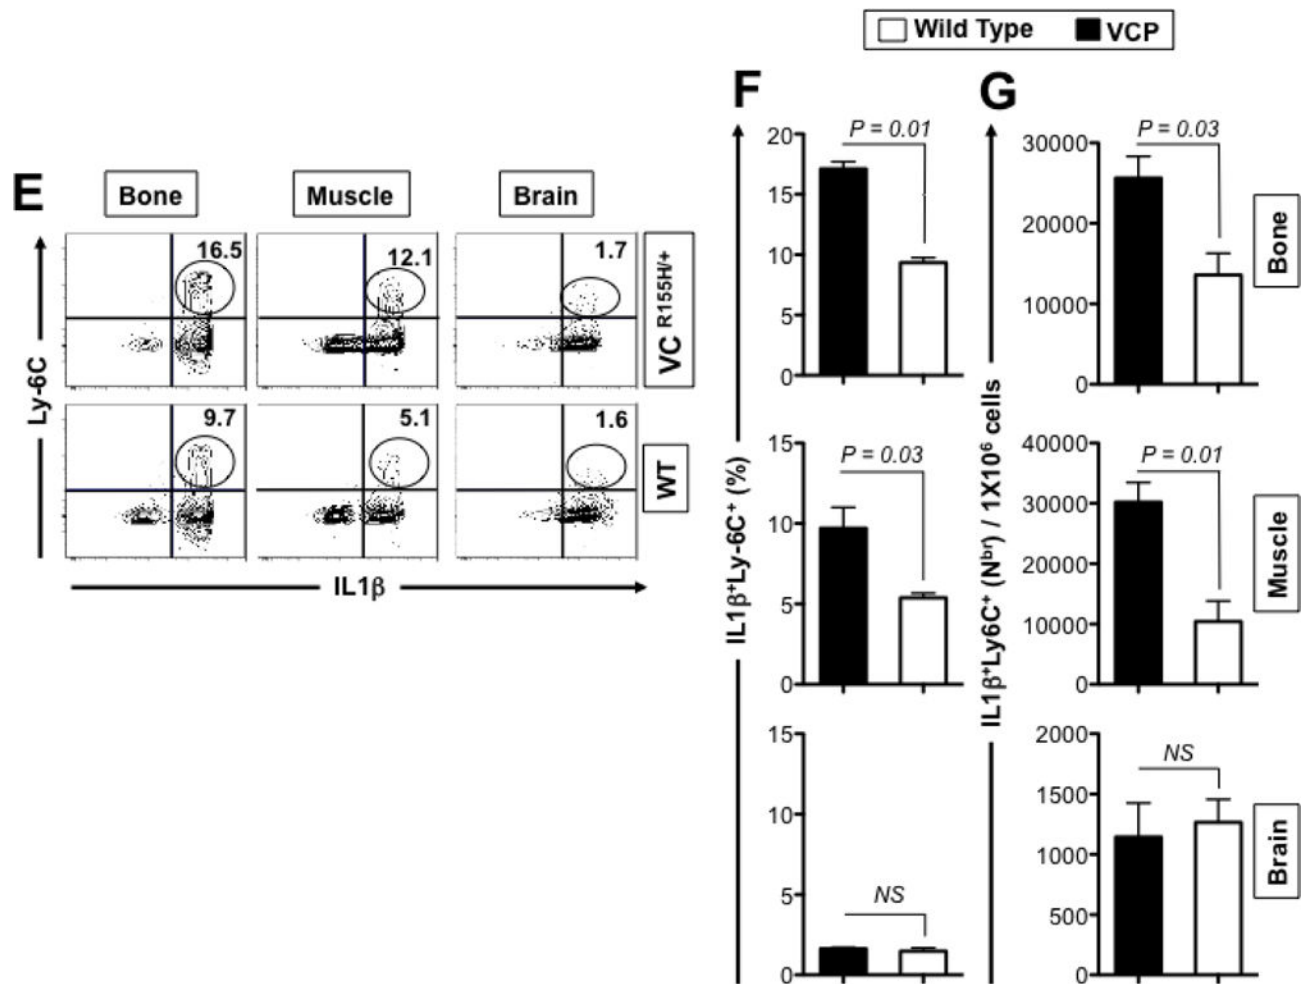 Wild Type VCP
E
Bone Muscle Brain
Ly-6C
16.5 12.1 1.7
VC R155H/+
9.7 5.1 1.6
WT
IL1β
F
IL1β⁺Ly-6C⁺ (%)
P = 0.01
20
15
10
5
0
P = 0.03
15
10
5
0
NS
15
10
5
0
G
IL1β⁺Ly6C⁺ (Nᵇʳ) / 1X10⁶ cells
P = 0.03
30000
20000
10000
0
Bone
P = 0.01
40000
30000
20000
10000
0
Muscle
NS
2000
1500
1000
500
0
Brain